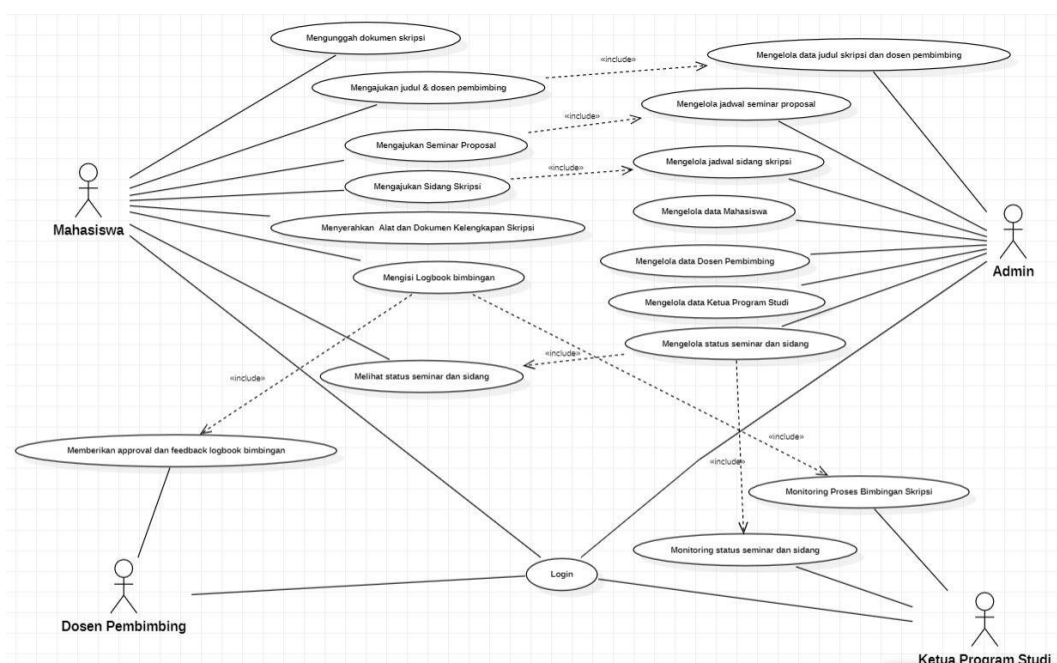 Mengunggah dokumen skripsi
Mengajukan judul & dosen pembimbing
«include»
Mengelola data judul skripsi dan dosen pembimbing
Mengajukan Seminar Proposal
«include»
Mengelola jadwal seminar proposal
Mengajukan Sidang Skripsi
«include»
Mengelola jadwal sidang skripsi
Mahasiswa
Menyerahkan Alat dan Dokumen Kelengkapan Skripsi
Mengelola data Mahasiswa
Admin
Mengisi Logbook bimbingan
Mengelola data Dosen Pembimbing
Mengelola data Ketua Program Studi
Mengelola status seminar dan sidang
«include»
Melihat status seminar dan sidang
«include»
Memberikan approval dan feedback logbook bimbingan
«include»
«include»
Monitoring Proses Bimbingan Skripsi
Monitoring status seminar dan sidang
Login
Dosen Pembimbing
Ketua Program Studi